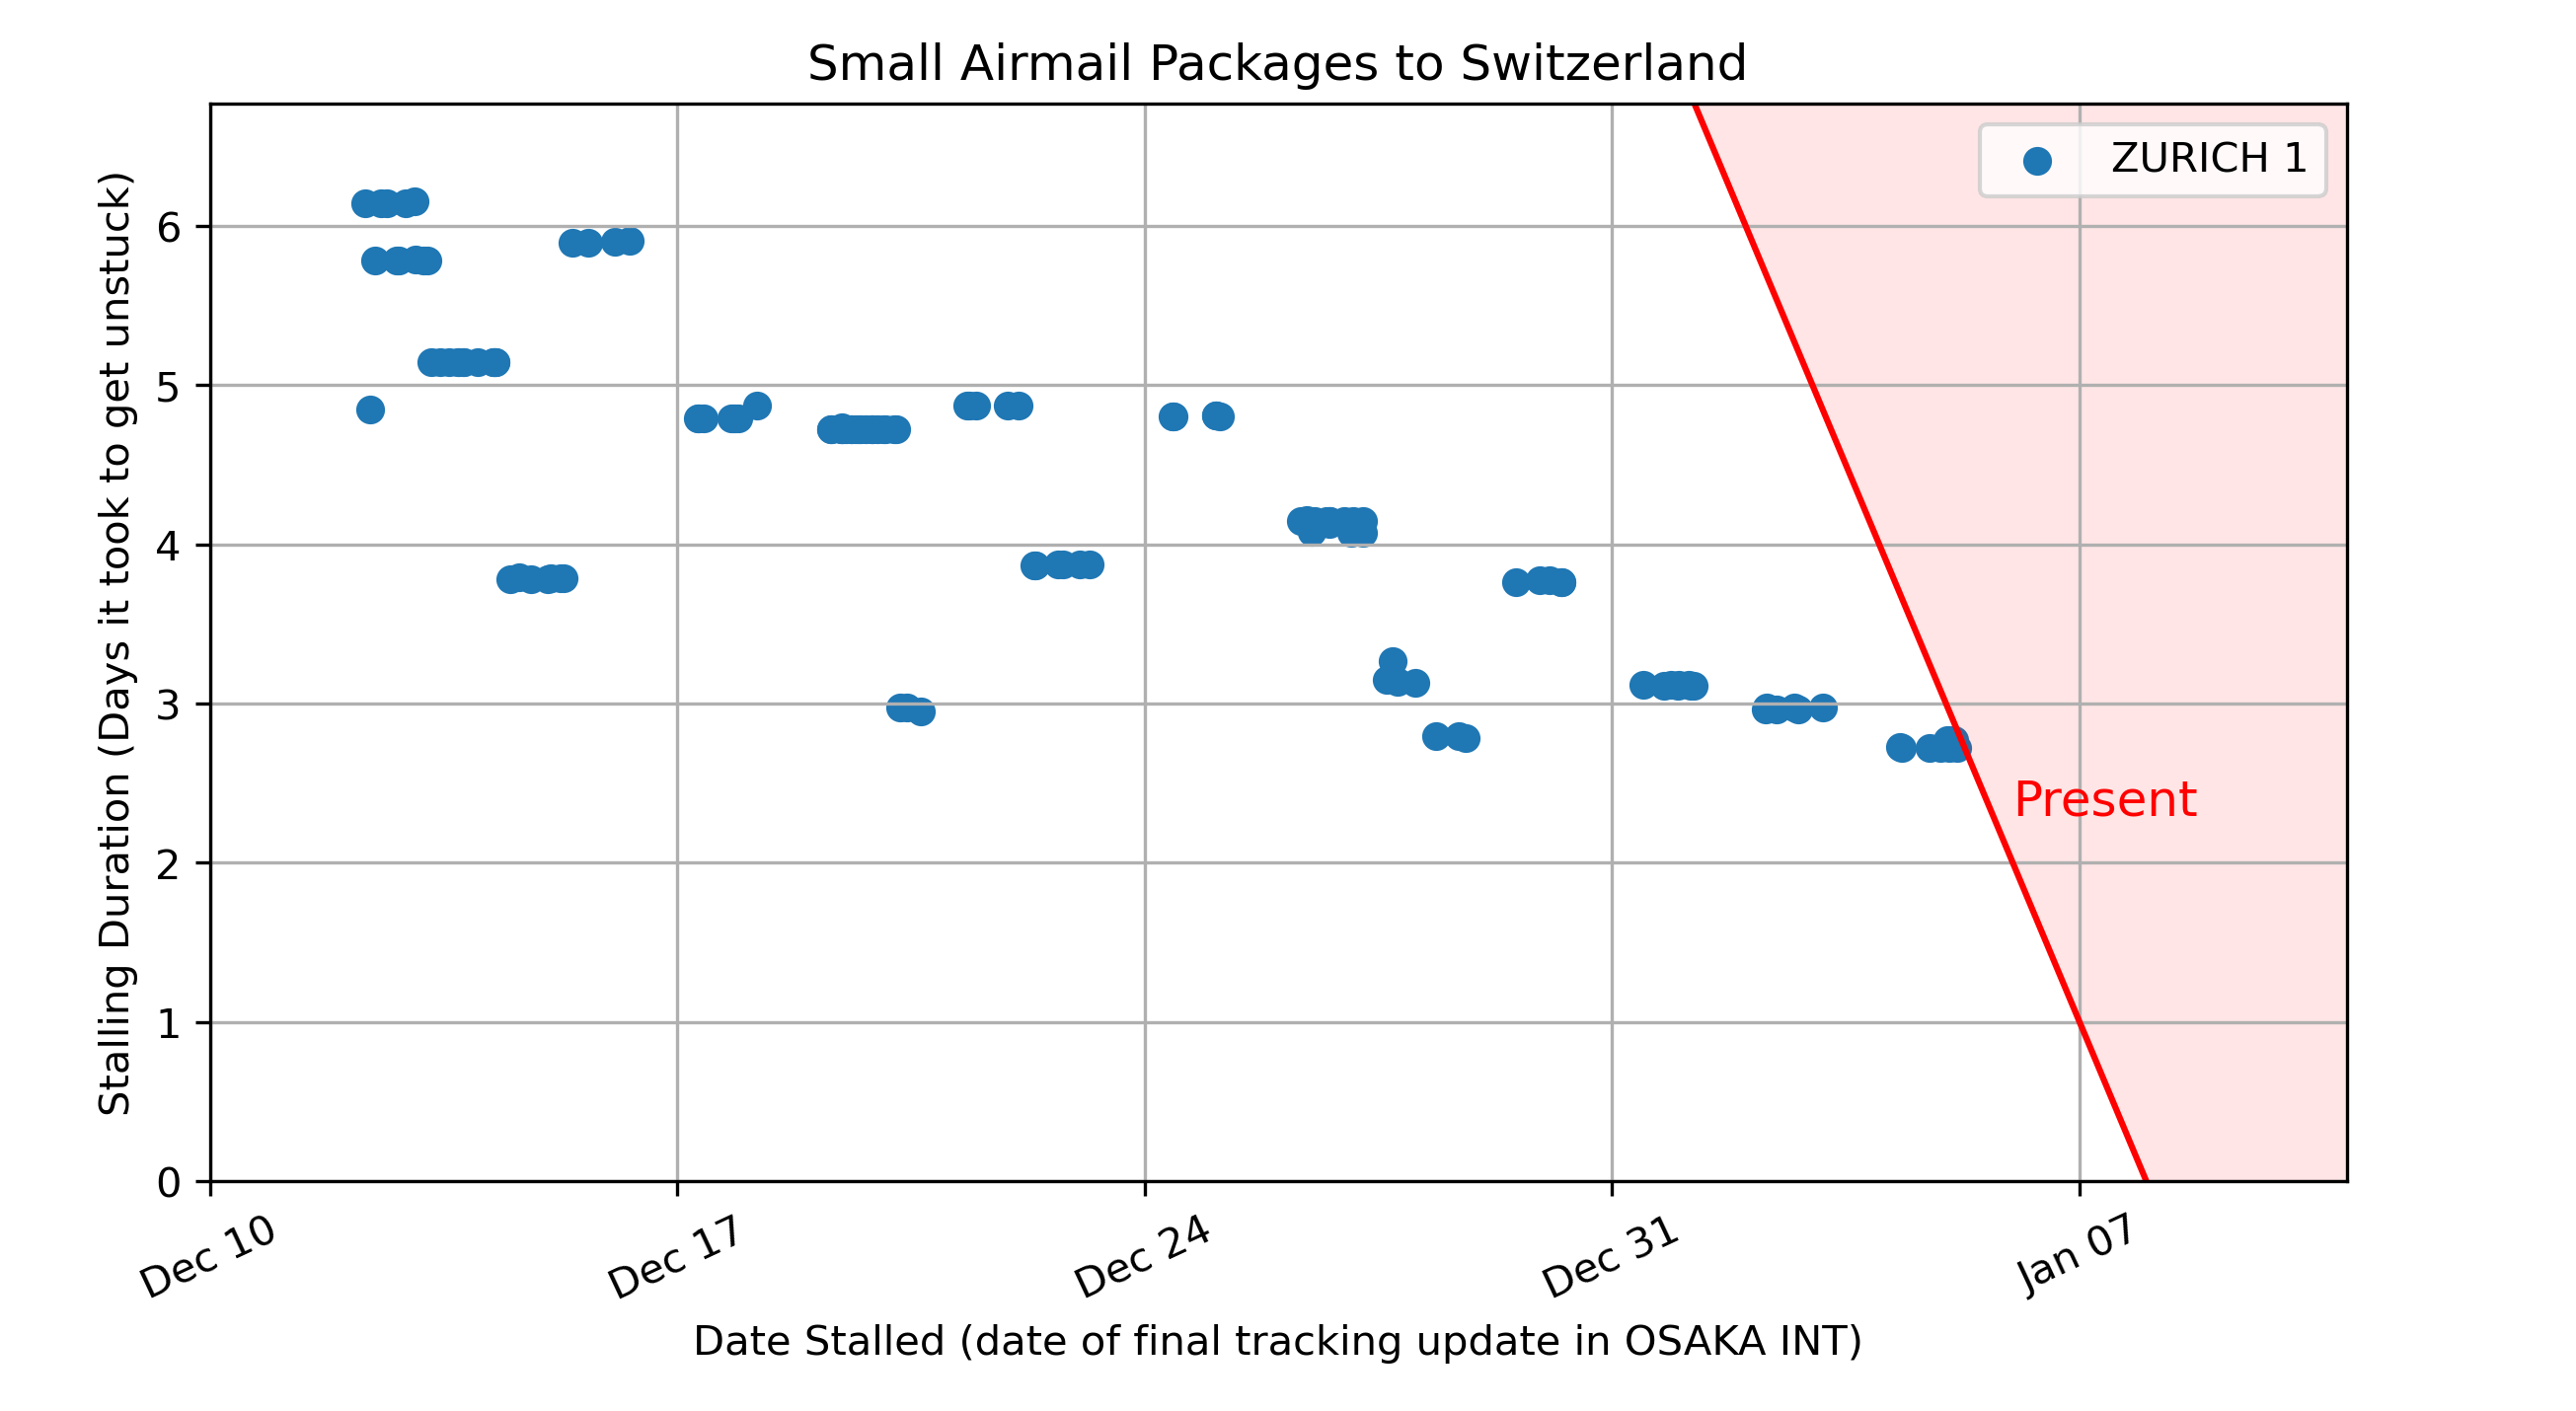 Small Airmail Packages to Switzerland
ZURICH 1
Stalling Duration (Days it took to get unstuck)
6
5
4
3
2
1
0
Present
Dec 10
Dec 17
Dec 24
Dec 31
Jan 07
Date Stalled (date of final tracking update in OSAKA INT)